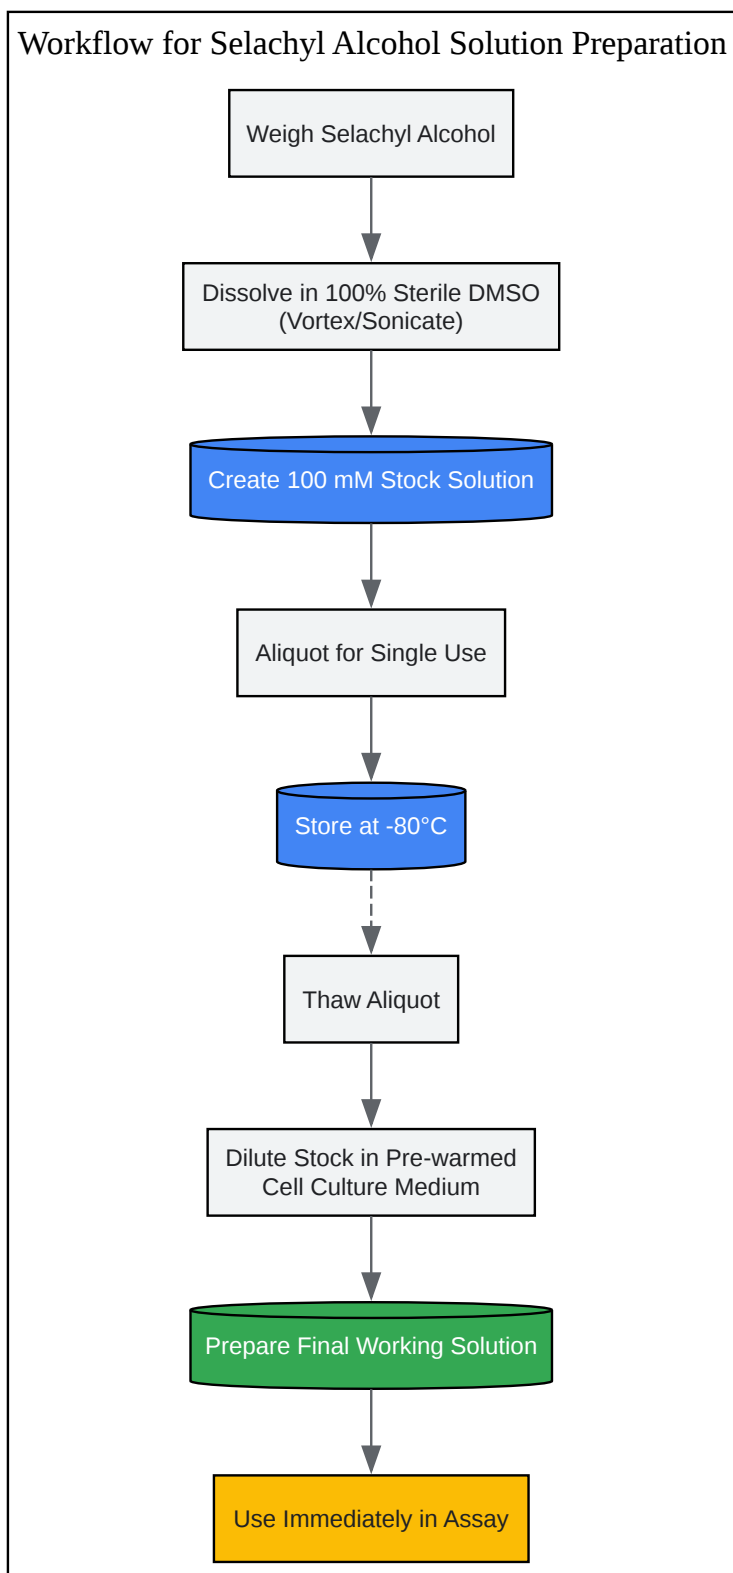 Workflow for Selachyl Alcohol Solution Preparation
Weigh Selachyl Alcohol
Dissolve in 100% Sterile DMSO
(Vortex/Sonicate)
Create 100 mM Stock Solution
Aliquot for Single Use
Store at -80°C
Thaw Aliquot
Dilute Stock in Pre-warmed
Cell Culture Medium
Prepare Final Working Solution
Use Immediately in Assay